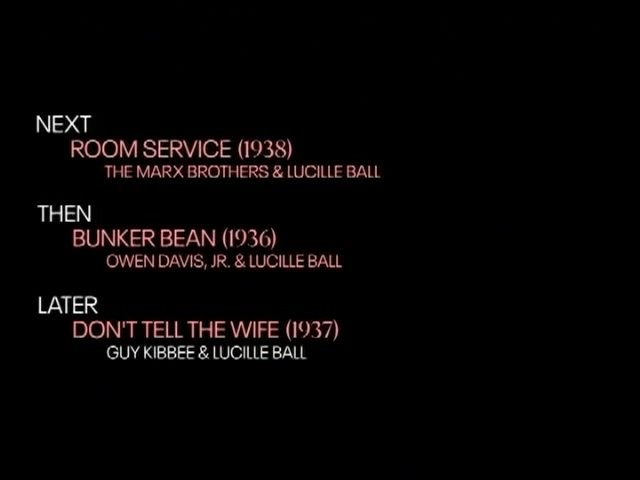 NEXT
ROOM SERVICE (1938)
THE MARX BROTHERS & LUCILLE BALL
THEN
BUNKER BEAN (1936)
OWEN DAVIS, JR. & LUCILLE BALL
LATER
DON'T TELL THE WIFE (1937)
GUY KIBBEE & LUCILLE BALL